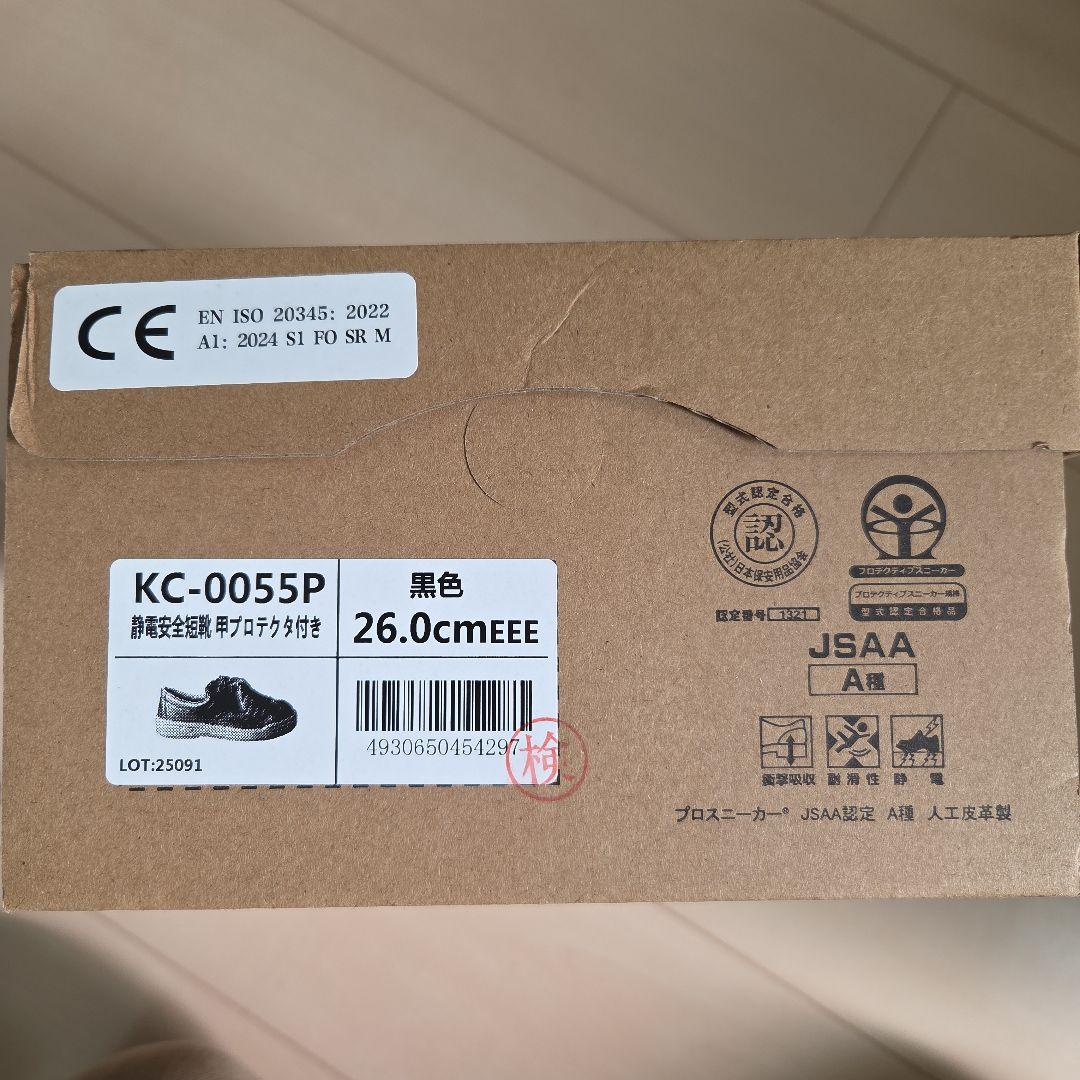 CE
EN ISO 20345: 2022
A1: 2024 S1 FO SR M
KC-0055P
静電安全短靴 甲プロテクタ付き
黒色
26.0cmEEE
LOT:25091
4930650454297
検
型式認定合格
認
(公社)日本保安用品協会
認定番号 1321
プロテクティブスニーカー
プロテクティブスニーカー規格
型式認定合格品
JSAA
A種
衝撃吸収 耐滑性 静電
プロスニーカー® JSAA認定 A種 人工皮革製